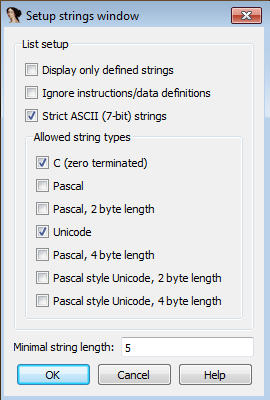 Setup strings window
List setup
Display only defined strings
Ignore instructions/data definitions
Strict ASCII (7-bit) strings
Allowed string types
C (zero terminated)
Pascal
Pascal, 2 byte length
Unicode
Pascal, 4 byte length
Pascal style Unicode, 2 byte length
Pascal style Unicode, 4 byte length
Minimal string length: 5
OK Cancel Help